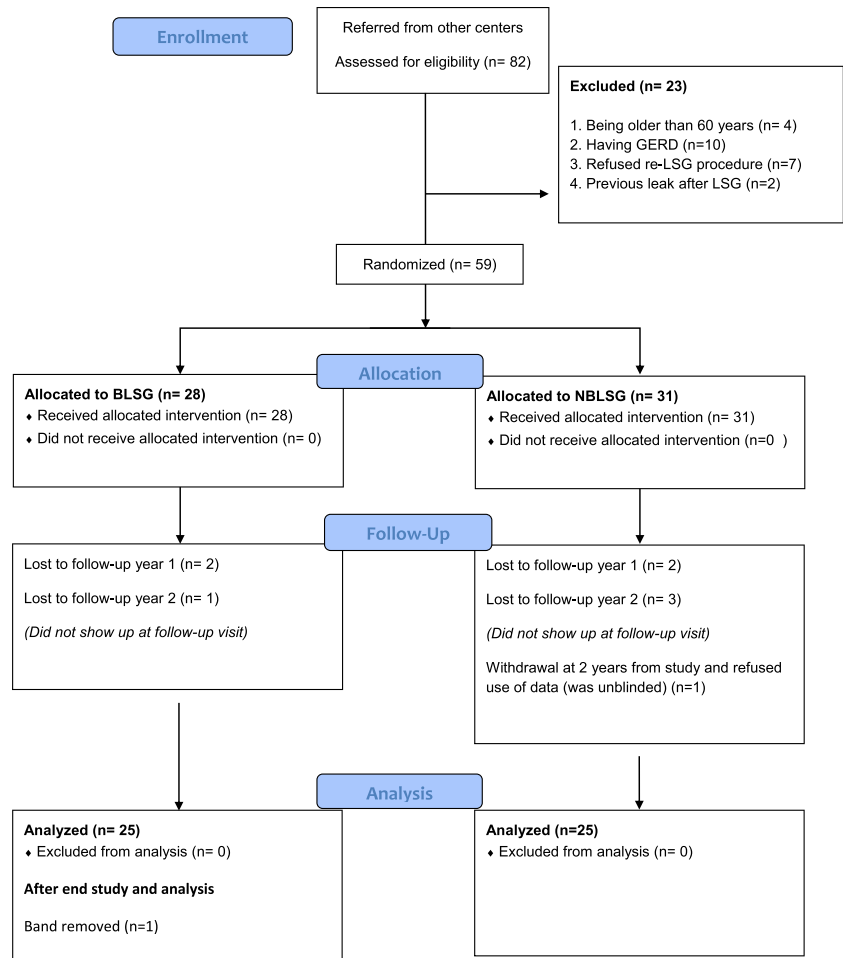 Enrollment
Referred from other centers
Assessed for eligibility (n= 82)
Excluded (n= 23)
1. Being older than 60 years (n= 4)
2. Having GERD (n=10)
3. Refused re-LSG procedure (n=7)
4. Previous leak after LSG (n=2)
Randomized (n= 59)
Allocation
Allocated to BLSG (n= 28)
♦ Received allocated intervention (n= 28)
♦ Did not receive allocated intervention (n= 0)
Allocated to NBLSG (n= 31)
♦ Received allocated intervention (n= 31)
♦ Did not receive allocated intervention (n=0  )
Follow-Up
Lost to follow-up year 1 (n= 2)
Lost to follow-up year 2 (n= 1)
(Did not show up at follow-up visit)
Lost to follow-up year 1 (n= 2)
Lost to follow-up year 2 (n= 3)
(Did not show up at follow-up visit)
Withdrawal at 2 years from study and refused
use of data (was unblinded) (n=1)
Analysis
Analyzed (n= 25)
♦ Excluded from analysis (n= 0)
After end study and analysis
Band removed (n=1)
Analyzed (n=25)
♦ Excluded from analysis (n= 0)